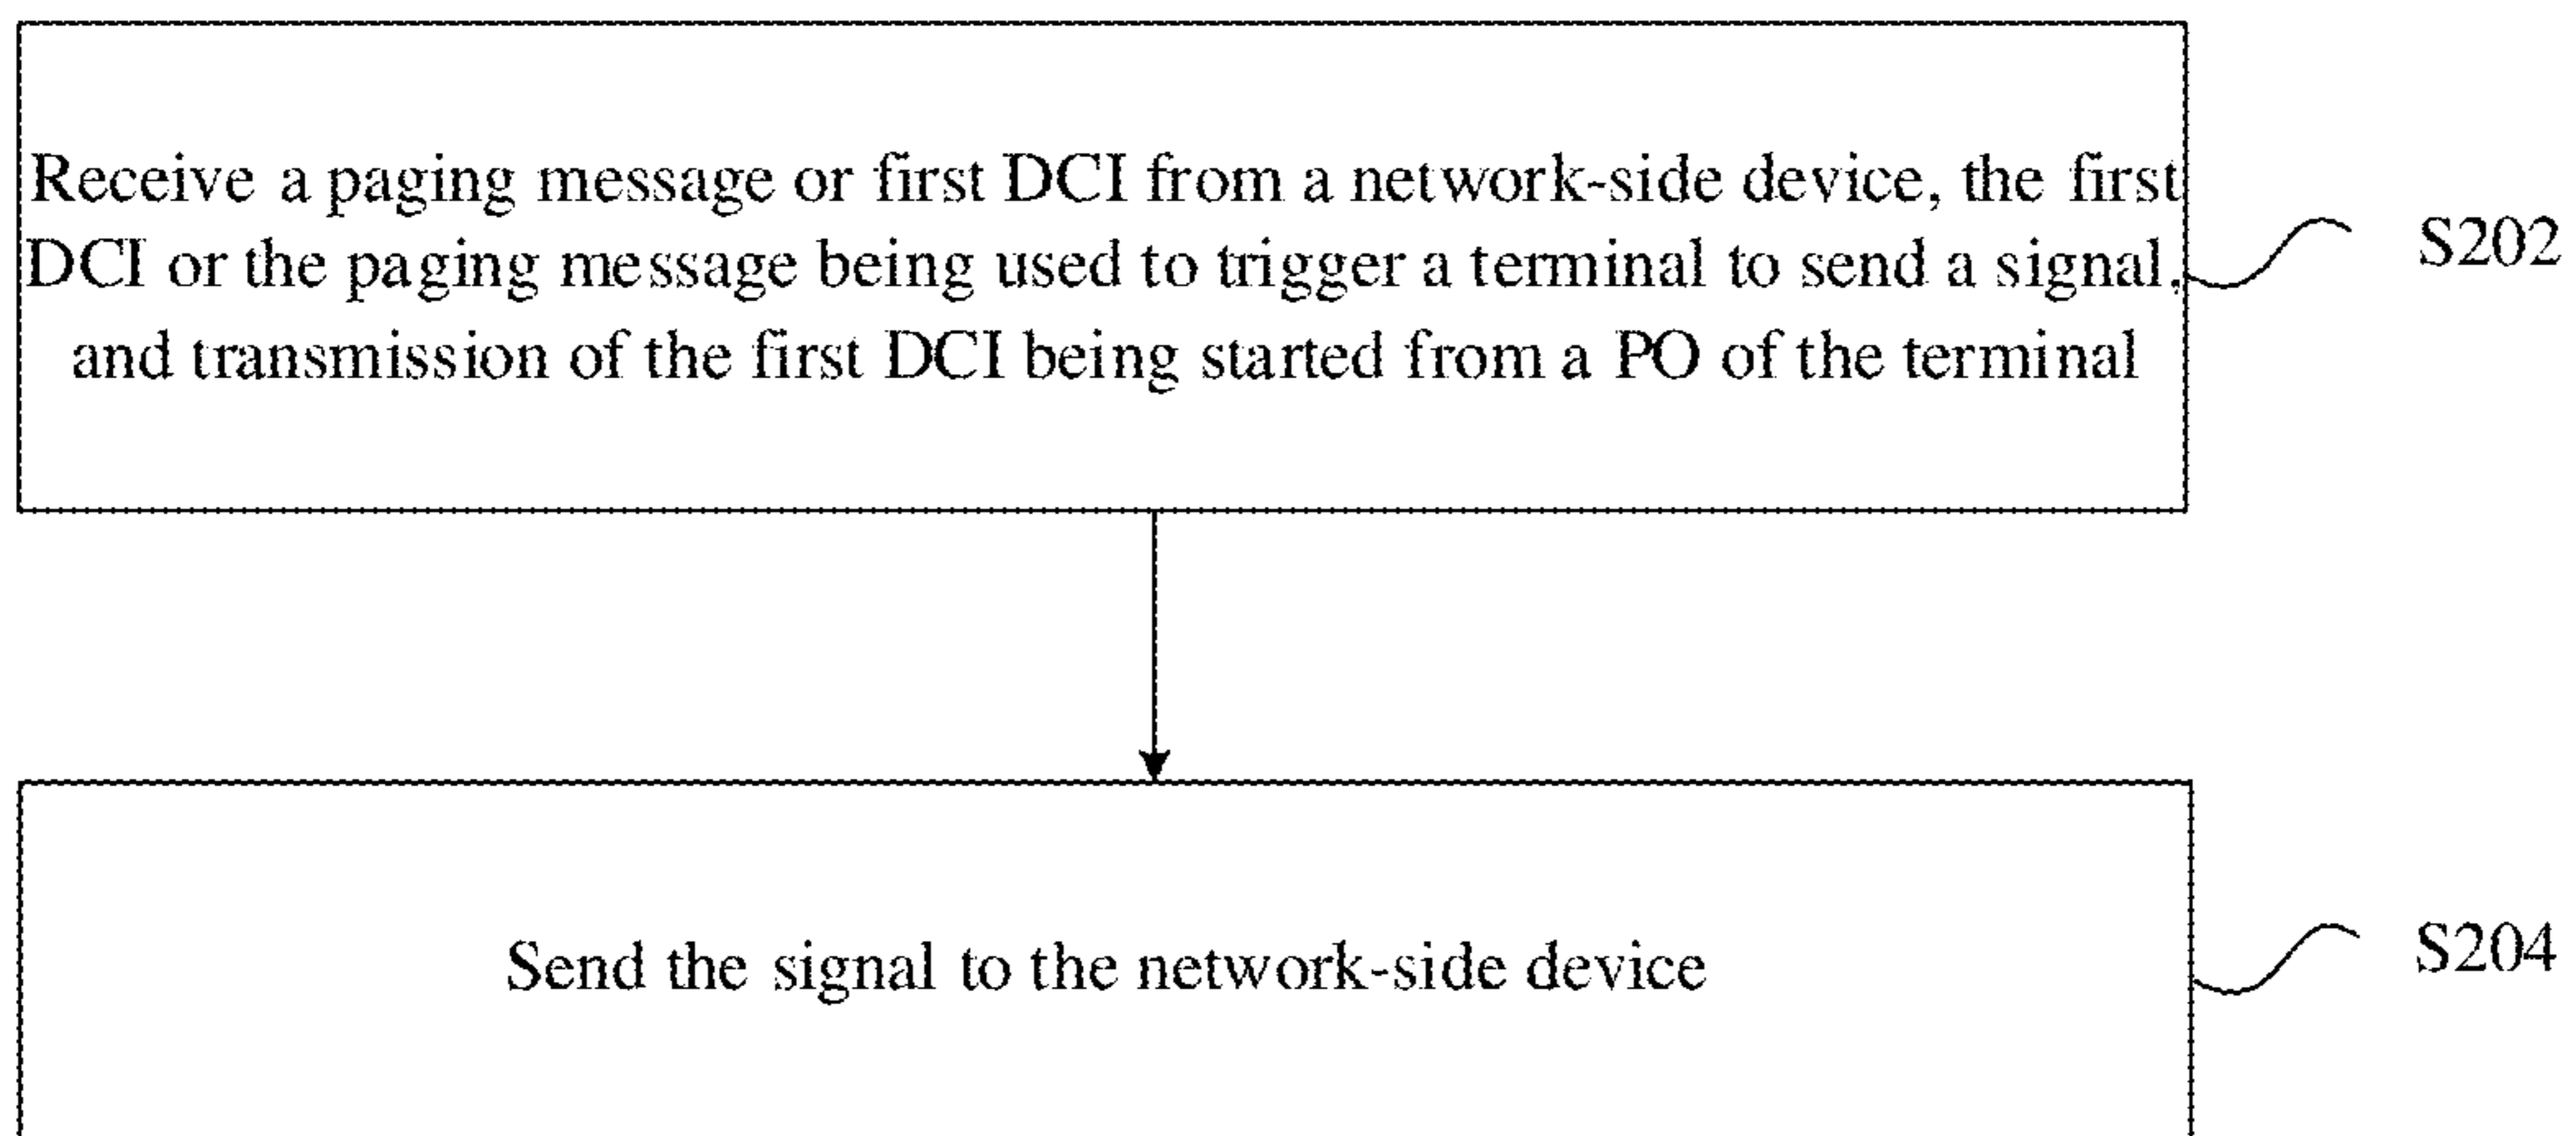 Receive a paging message or first DCI from a network-side device, the first
DCI or the paging message being used to trigger a terminal to send a signal,
and transmission of the first DCI being started from a PO of the terminal
S202
Send the signal to the network-side device
S204